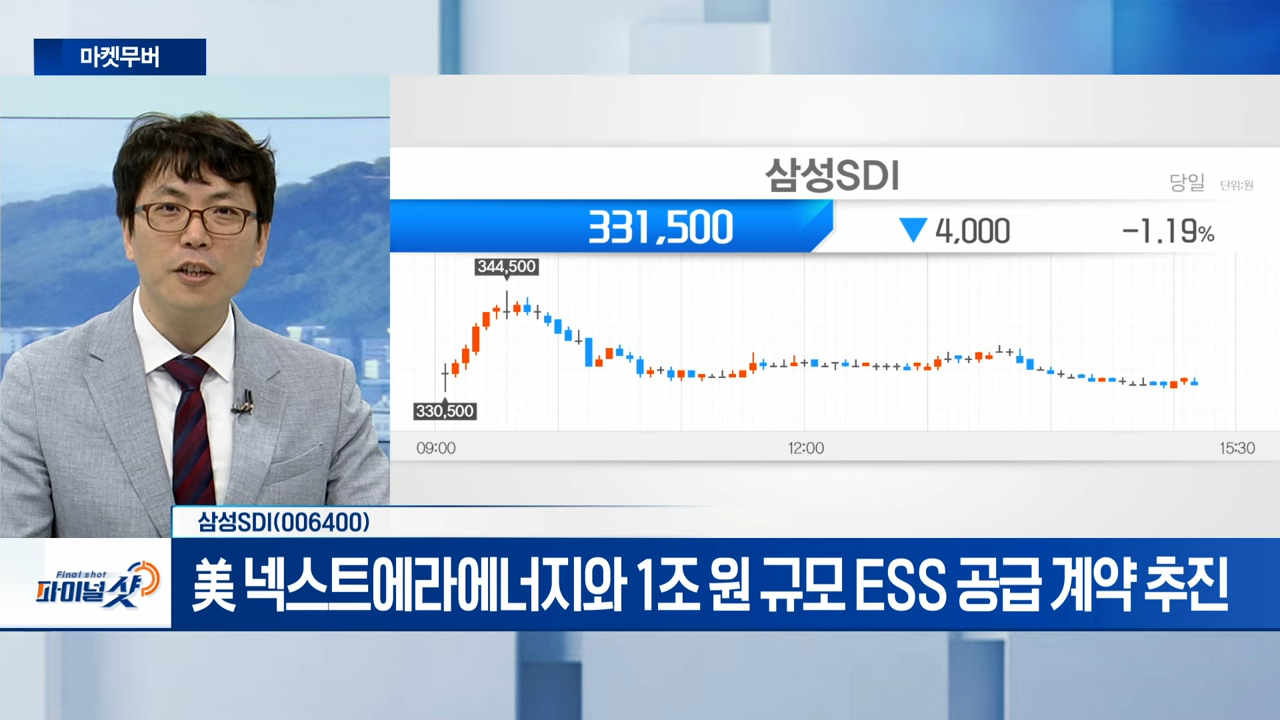 마켓무버
삼성SDI
당일 단위:원
331,500 ▼4,000 -1.19%
344,500
330,500
09:00 12:00 15:30
삼성SDI(006400)
Final shot
파이널샷
美 넥스트에라에너지와 1조 원 규모 ESS 공급 계약 추진